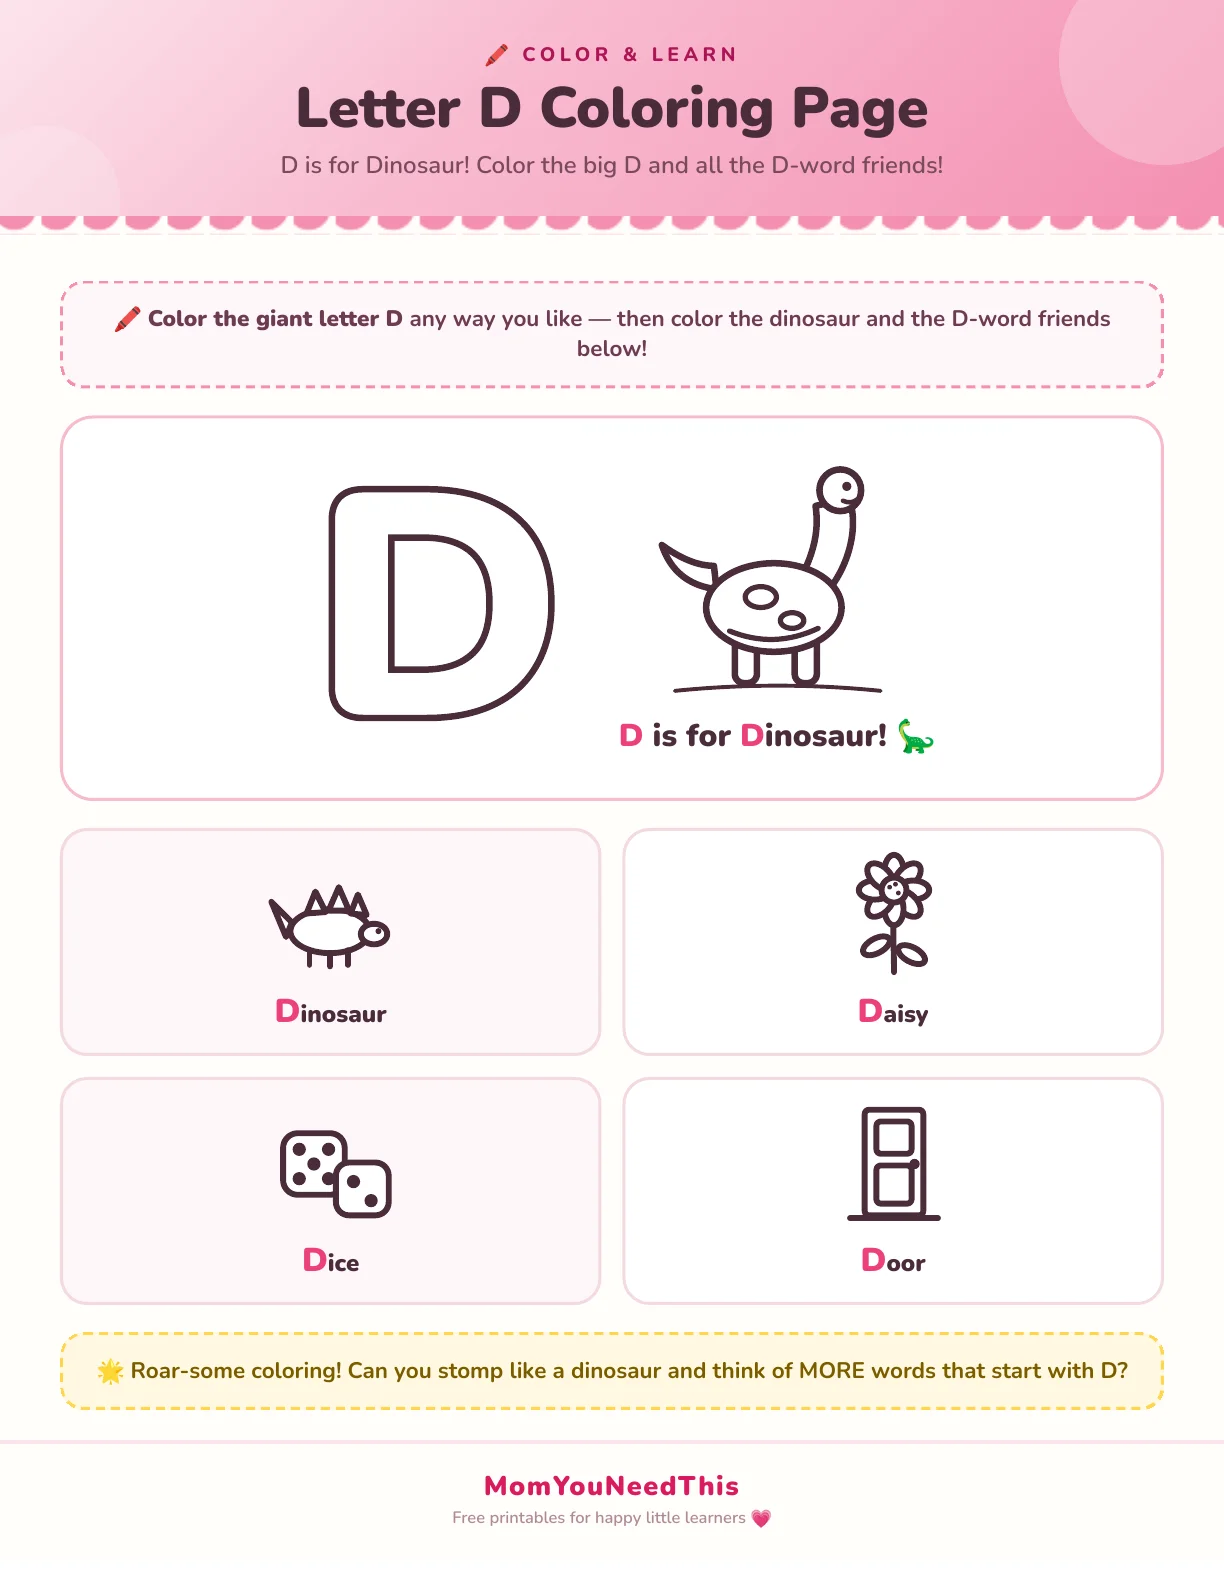 🖍️ COLOR & LEARN
Letter D Coloring Page
D is for Dinosaur! Color the big D and all the D-word friends!
🖍️ Color the giant letter D any way you like — then color the dinosaur and the D-word friends
below!
D
D is for Dinosaur! 🦕
Dinosaur
Daisy
Dice
Door
🌟 Roar-some coloring! Can you stomp like a dinosaur and think of MORE words that start with D?
MomYouNeedThis
Free printables for happy little learners 💗